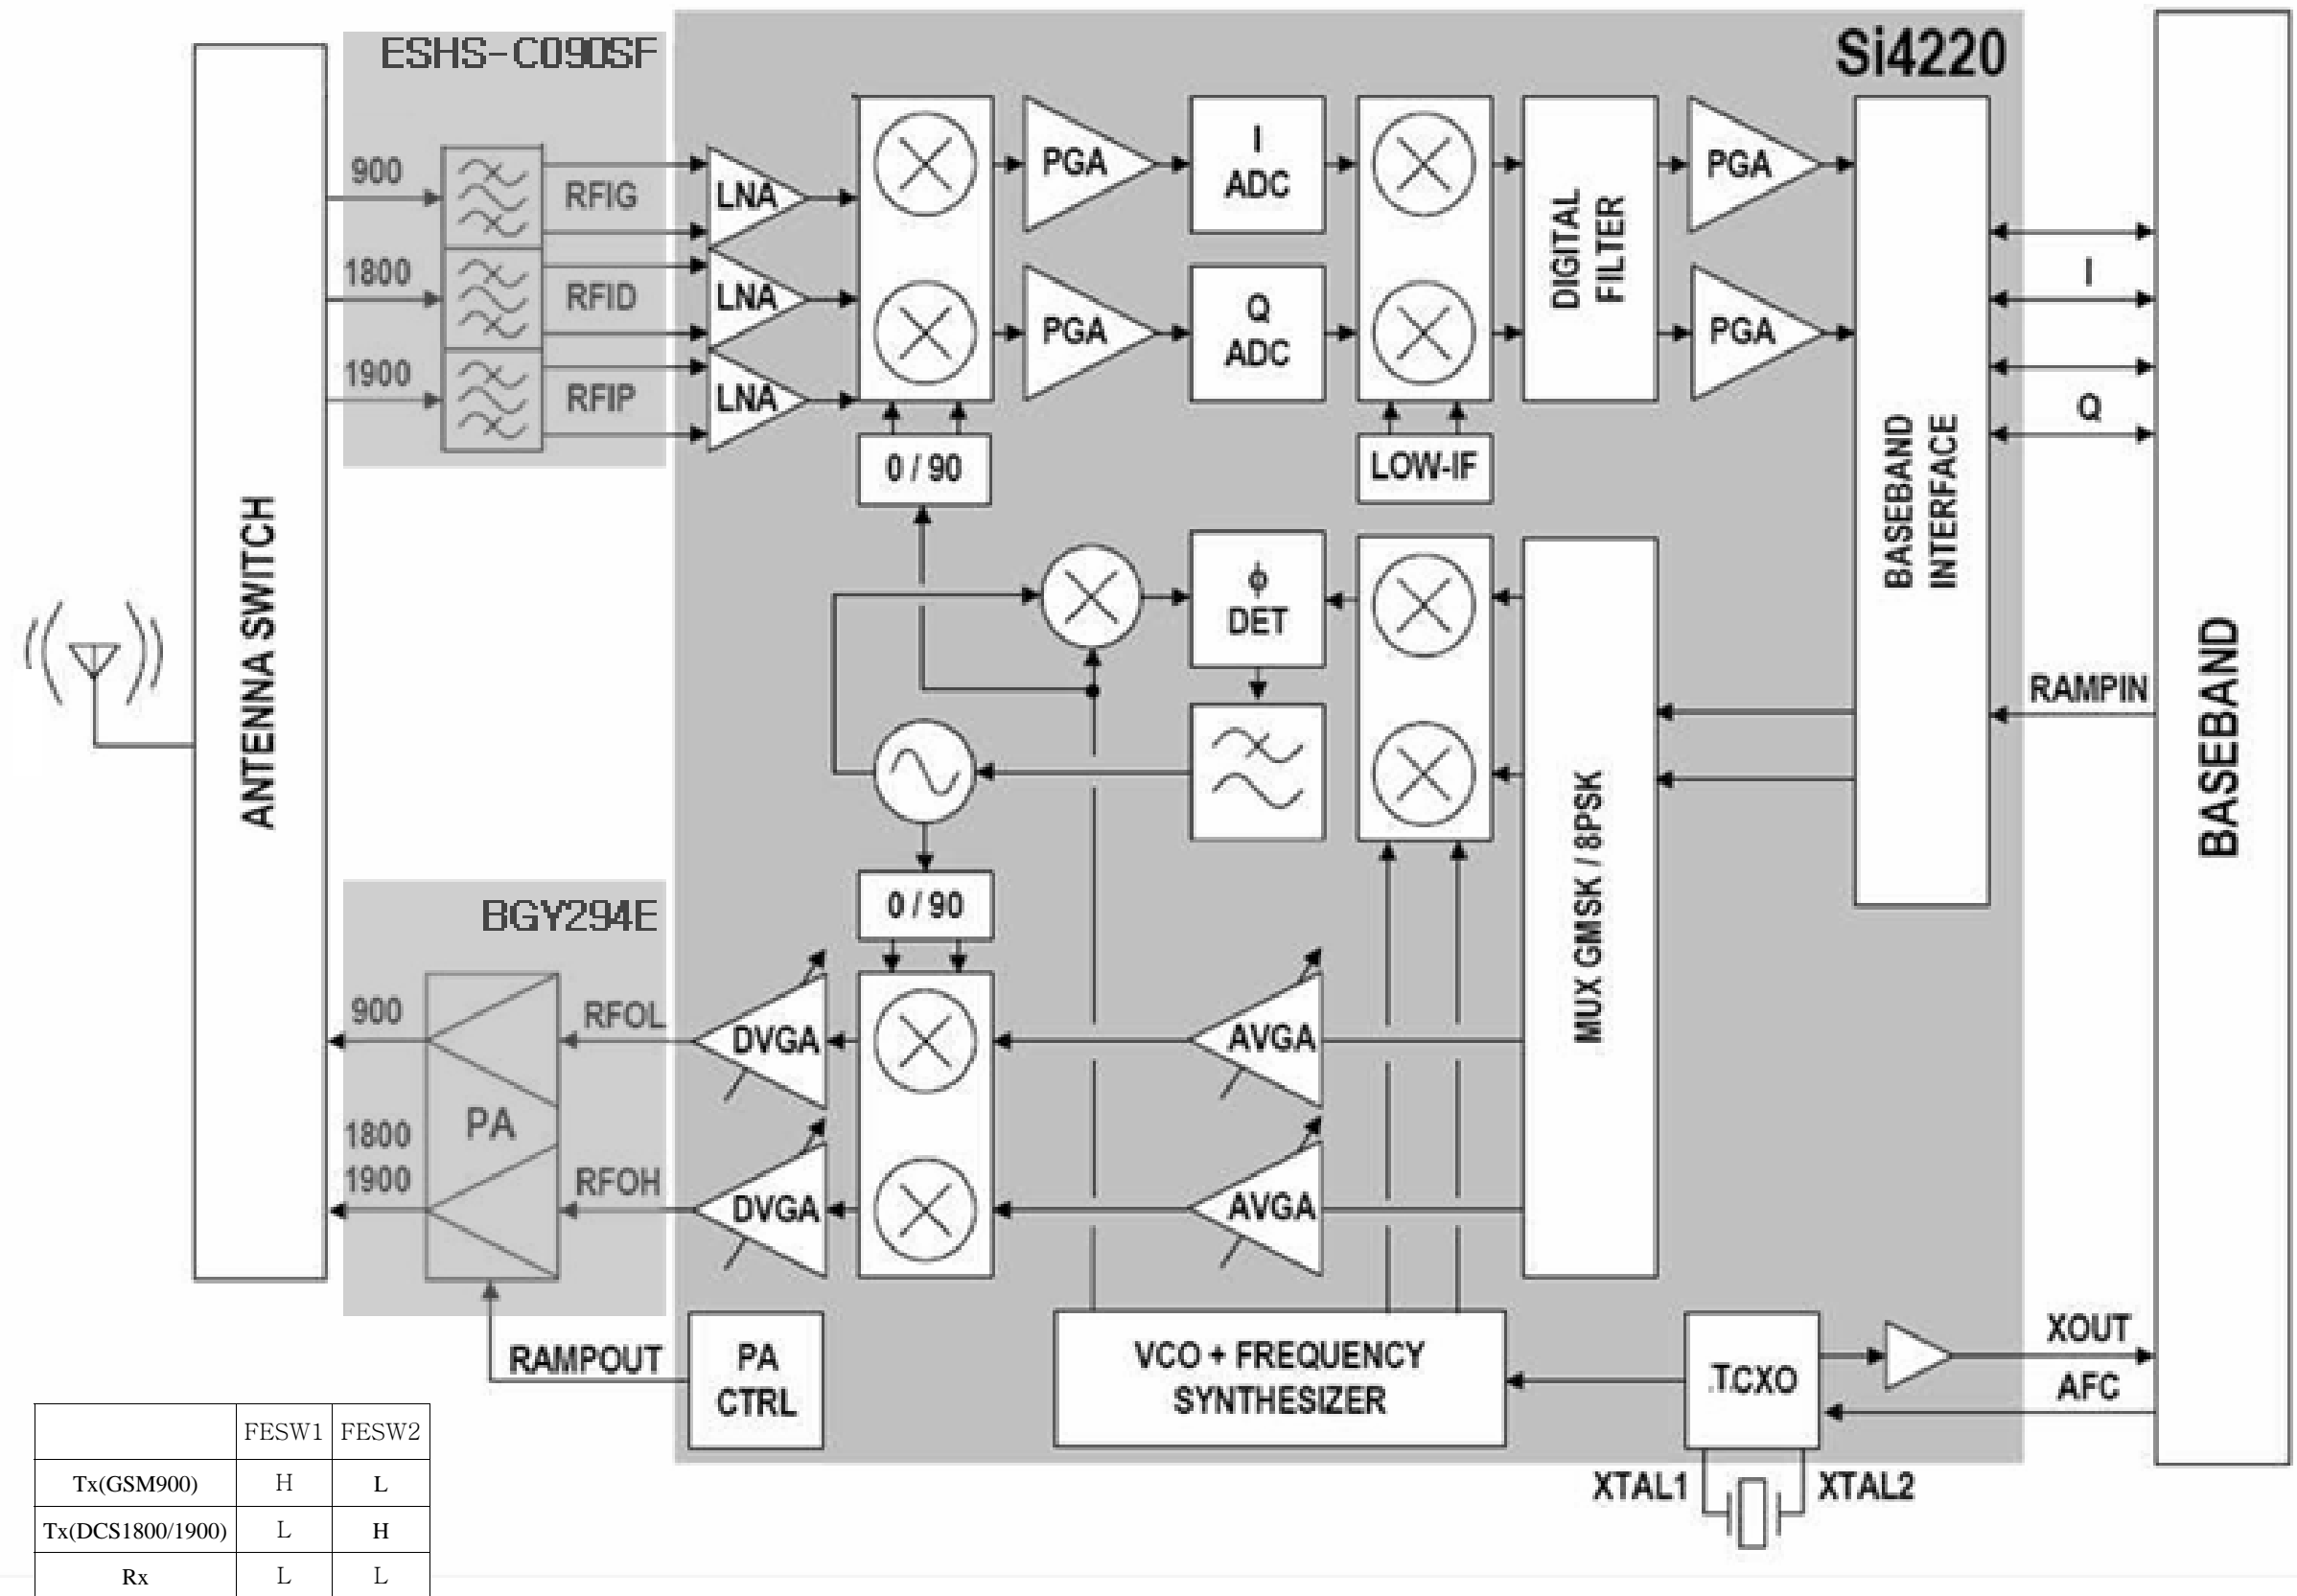 ESHS-C090SF
Si4220
900
RFIG
LNA
PGA
I
ADC
DIGITAL
FILTER
PGA
1800
RFID
LNA
1900
RFIP
LNA
PGA
Q
ADC
PGA
I
Q
0 / 90
LOW-IF
BASEBAND
INTERFACE
ANTENNA SWITCH
ϕ
DET
RAMPIN
BASEBAND
MUX GMSK / 8PSK
0 / 90
BGY294E
900
RFOL
DVGA
AVGA
PA
1800
1900
RFOH
DVGA
AVGA
RAMPOUT
PA
CTRL
VCO + FREQUENCY
SYNTHESIZER
TCXO
XOUT
AFC
XTAL1
XTAL2
FESW1 FESW2
Tx(GSM900) H L
Tx(DCS1800/1900) L H
Rx L L